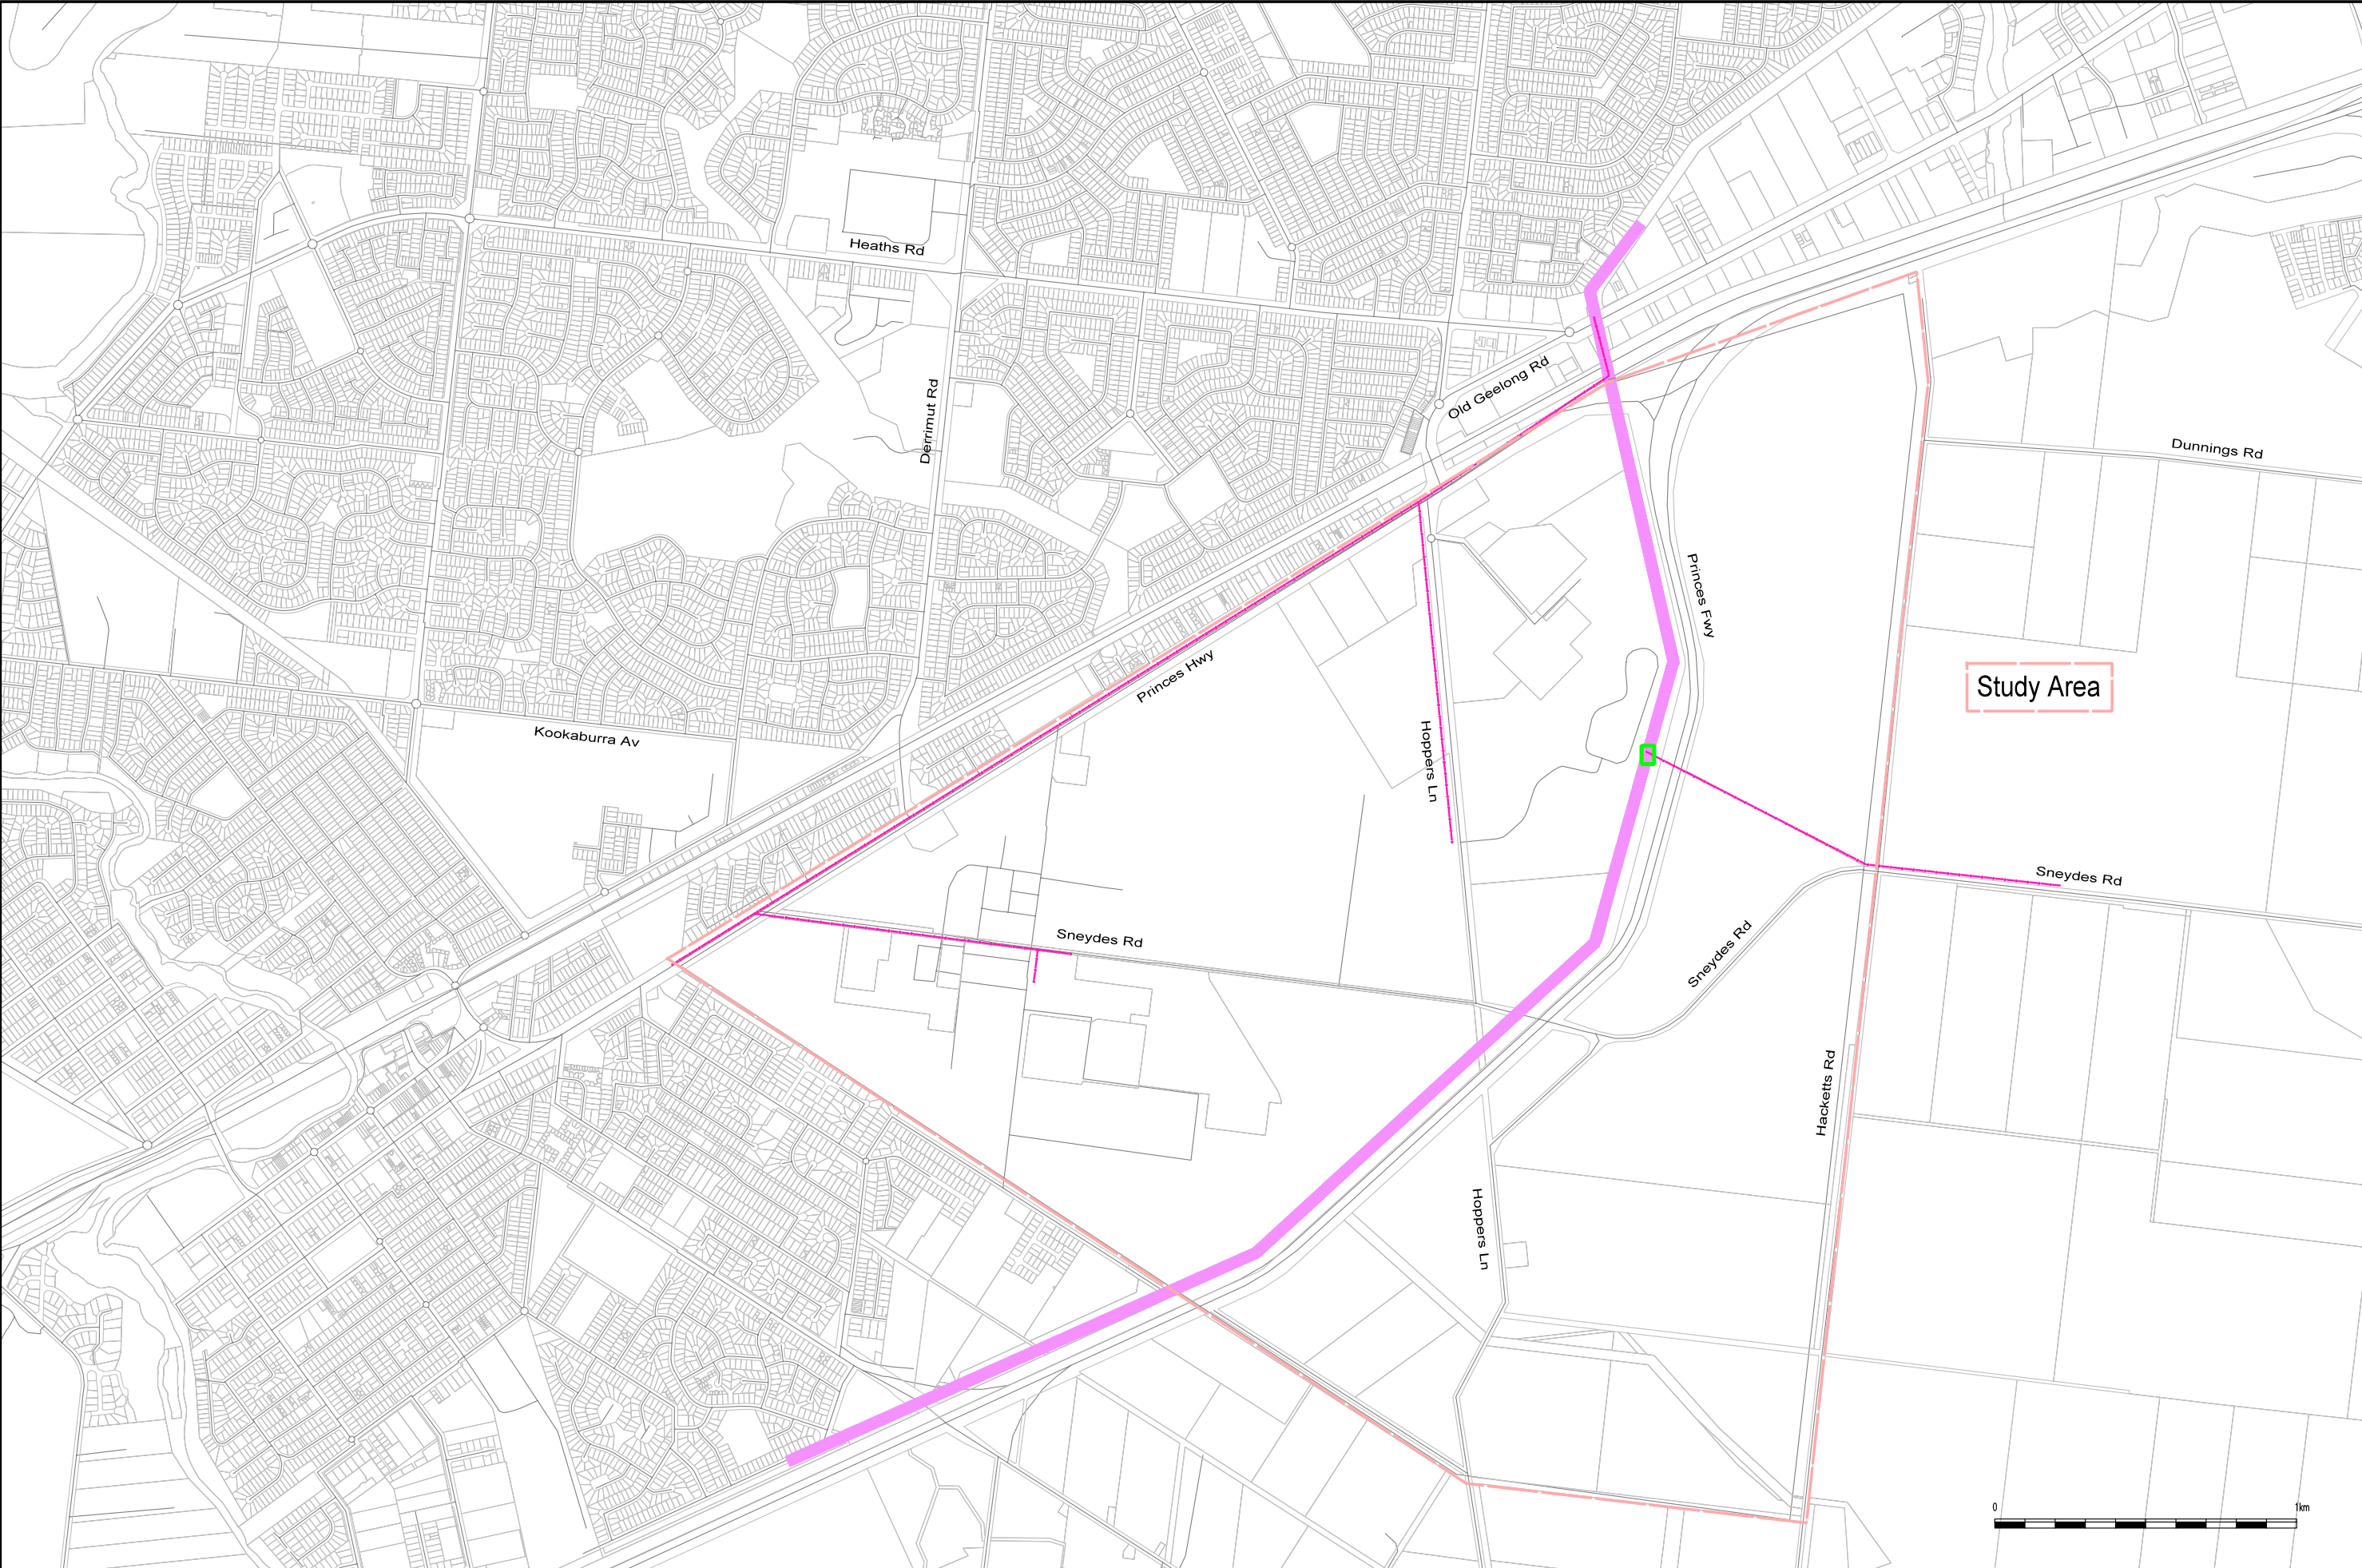 Heaths Rd
Derrimut Rd
Old Geelong Rd
Dunnings Rd
Princes Fwy
Princes Hwy
Study Area
Kookaburra Av
Hoppers Ln
Sneydes Rd
Sneydes Rd
Sneydes Rd
Hacketts Rd
Hoppers Ln
0 1km